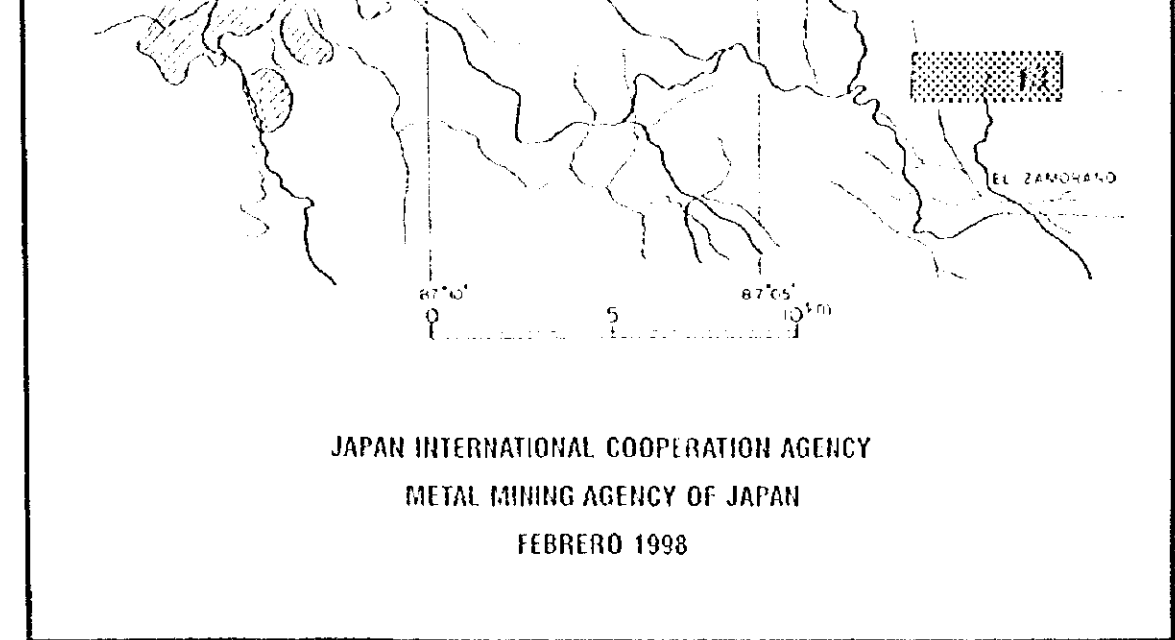 EL ZAMORANO
87°10' 87°05'
0 5 10km
JAPAN INTERNATIONAL COOPERATION AGENCY
METAL MINING AGENCY OF JAPAN
FEBRERO 1998